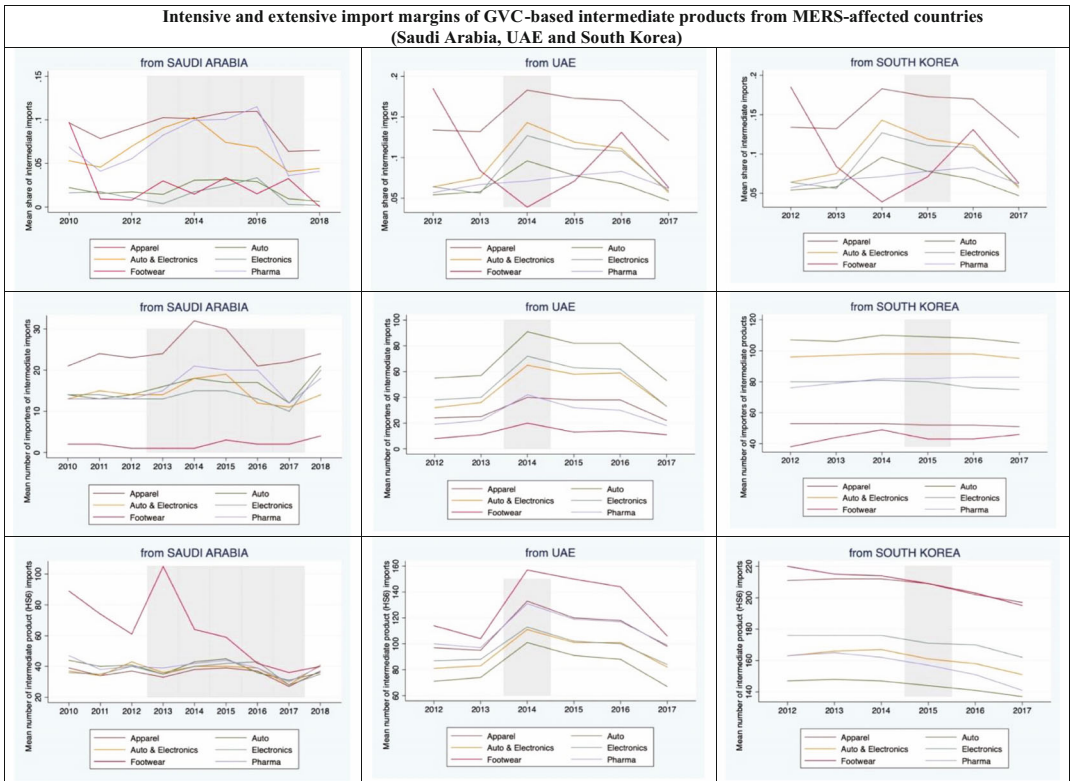 Intensive and extensive import margins of GVC-based intermediate products from MERS-affected countries
(Saudi Arabia, UAE and South Korea)
from SAUDI ARABIA
Mean share of intermediate imports
.15
.1
.05
0
2010 2012 2014 2016 2018
Apparel Auto
Auto & Electronics Electronics
Footwear Pharma
from UAE
Mean share of intermediate imports
.2
.15
.1
.05
2012 2013 2014 2015 2016 2017
Apparel Auto
Auto & Electronics Electronics
Footwear Pharma
from SOUTH KOREA
Mean share of intermediate imports
.2
.15
.1
.05
2012 2013 2014 2015 2016 2017
Apparel Auto
Auto & Electronics Electronics
Footwear Pharma
from SAUDI ARABIA
Mean number of importers of intermediate imports
30
20
10
0
2010 2011 2012 2013 2014 2015 2016 2017 2018
Apparel Auto
Auto & Electronics Electronics
Footwear Pharma
from UAE
Mean number of importers of intermediate imports
100
80
60
40
20
0
2012 2013 2014 2015 2016 2017
Apparel Auto
Auto & Electronics Electronics
Footwear Pharma
from SOUTH KOREA
Mean number of importers of intermediate products
120
100
80
60
40
2012 2013 2014 2015 2016 2017
Apparel Auto
Auto & Electronics Electronics
Footwear Pharma
from SAUDI ARABIA
Mean number of intermediate product (HS6) imports
100
80
60
40
20
2010 2011 2012 2013 2014 2015 2016 2017 2018
Apparel Auto
Auto & Electronics Electronics
Footwear Pharma
from UAE
Mean number of intermediate product (HS6) imports
160
140
120
100
80
60
2012 2013 2014 2015 2016 2017
Apparel Auto
Auto & Electronics Electronics
Footwear Pharma
from SOUTH KOREA
Mean number of intermediate product (HS6) imports
220
200
180
160
140
2012 2013 2014 2015 2016 2017
Apparel Auto
Auto & Electronics Electronics
Footwear Pharma